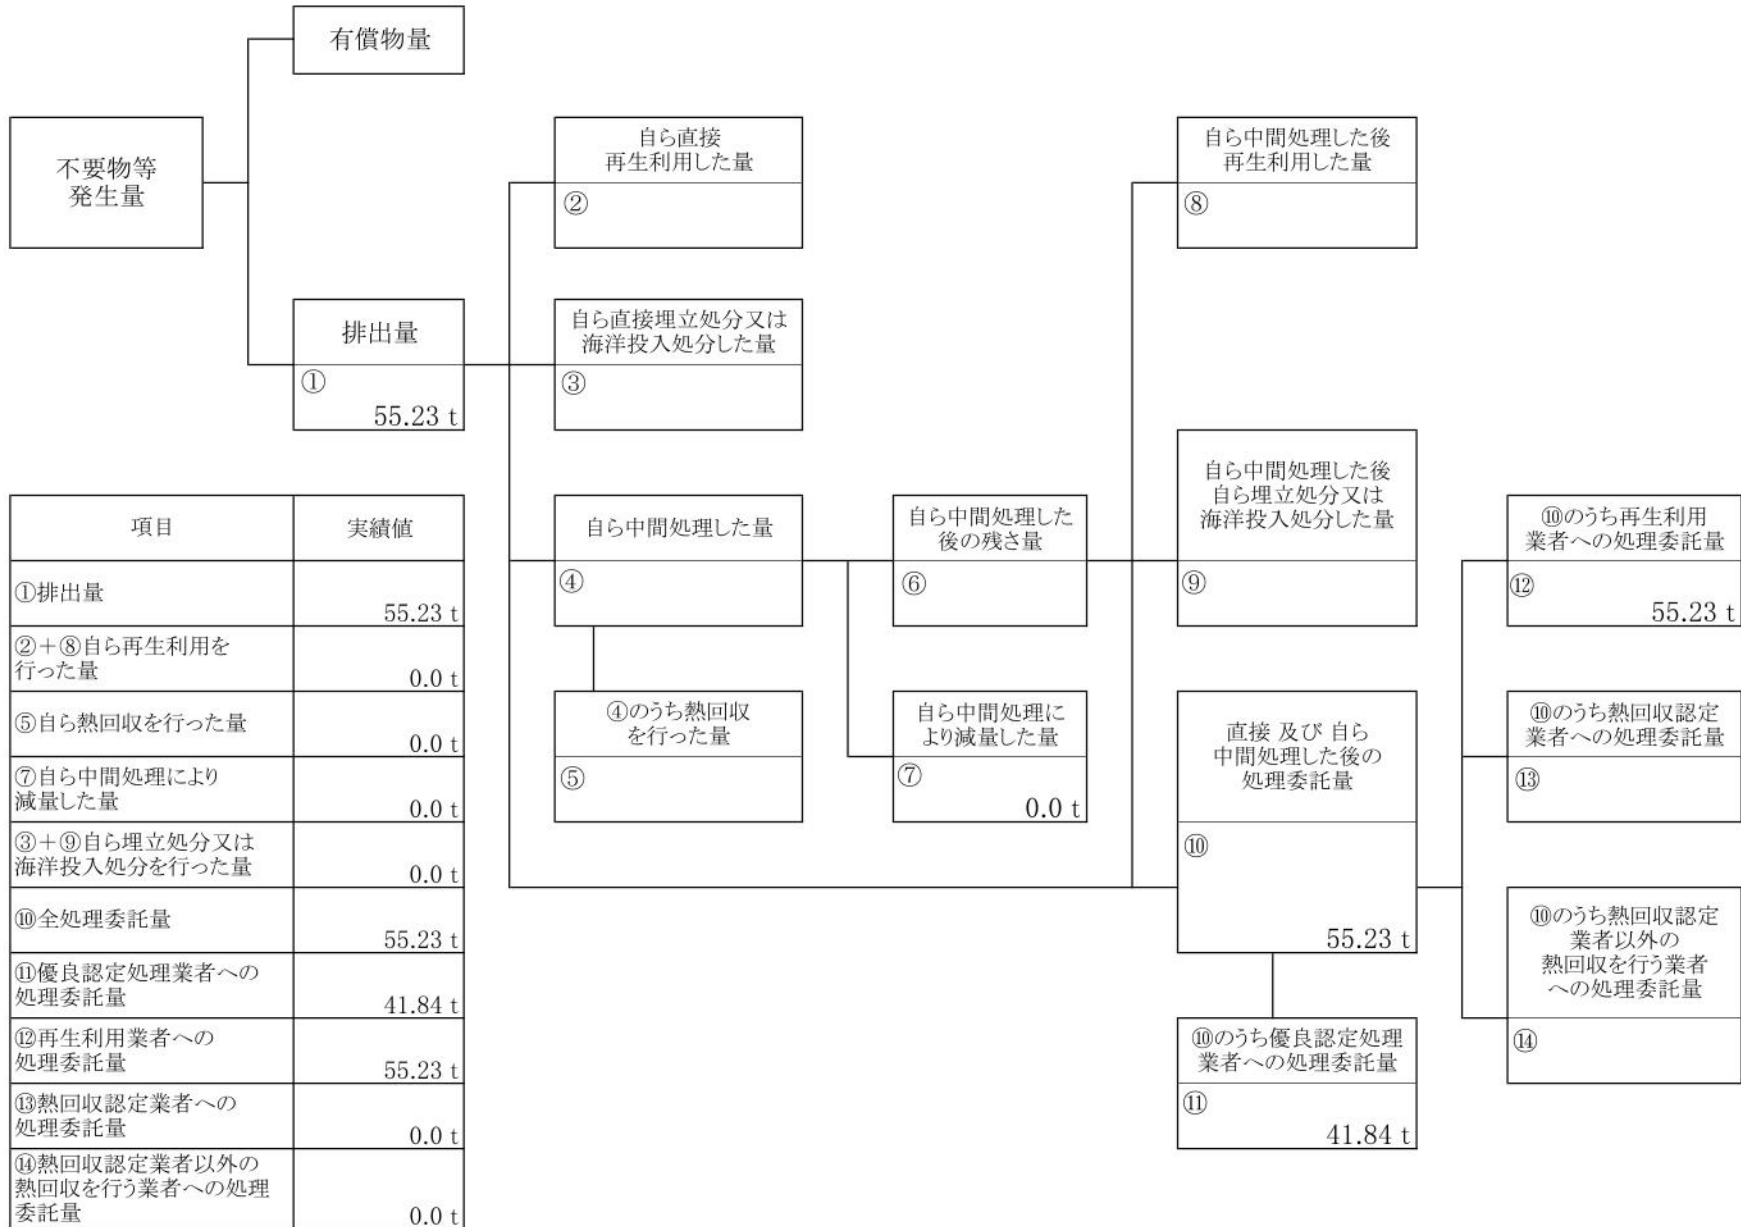 有償物量
不要物等
発生量
自ら直接
再生利用した量
②
自ら中間処理した後
再生利用した量
⑧
排出量
①
55.23 t
自ら直接埋立処分又は
海洋投入処分した量
③
自ら中間処理した量
④
自ら中間処理した
後の残さ量
⑥
自ら中間処理した後
自ら埋立処分又は
海洋投入処分した量
⑨
⑩のうち再生利用
業者への処理委託量
⑫
55.23 t
④のうち熱回収
を行った量
⑤
自ら中間処理に
より減量した量
⑦
0.0 t
直接 及び 自ら
中間処理した後の
処理委託量
⑩
55.23 t
⑩のうち熱回収認定
業者への処理委託量
⑬
⑩のうち熱回収認定
業者以外の
熱回収を行う業者
への処理委託量
⑭
⑩のうち優良認定処理
業者への処理委託量
⑪
41.84 t
項目
実績値
①排出量
55.23 t
②+⑧自ら再生利用を
行った量
0.0 t
⑤自ら熱回収を行った量
0.0 t
⑦自ら中間処理により
減量した量
0.0 t
③+⑨自ら埋立処分又は
海洋投入処分を行った量
0.0 t
⑩全処理委託量
55.23 t
⑪優良認定処理業者への
処理委託量
41.84 t
⑫再生利用業者への
処理委託量
55.23 t
⑬熱回収認定業者への
処理委託量
0.0 t
⑭熱回収認定業者以外の
熱回収を行う業者への処理
委託量
0.0 t